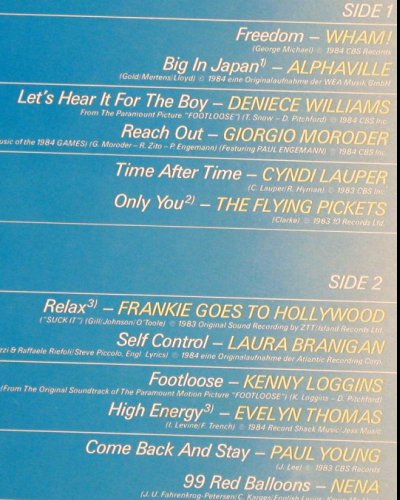 SIDE 1
Freedom – WHAM!
(George Michael) ℗ 1984 CBS Records
Big In Japan1) – ALPHAVILLE
(Gold/Mertens/Lloyd) ℗ 1984 eine Originalaufnahme der WEA Musik GmbH
Let's Hear It For The Boy – DENIECE WILLIAMS
From The Paramount Picture "FOOTLOOSE") (T. Snow – D. Pitchford) ℗ 1984 CBS Inc.
Reach Out – GIORGIO MORODER
music of the 1984 GAMES) (G. Moroder – R. Zito – P. Engemann) (Featuring PAUL ENGEMANN) ℗ 1984 CBS Inc.
Time After Time – CYNDI LAUPER
(C. Lauper/R. Hyman) ℗ 1983 CBS Inc.
Only You2) – THE FLYING PICKETS
(Clarke) ℗ 1983 10 Records Ltd.
SIDE 2
Relax3) – FRANKIE GOES TO HOLLYWOOD
("SUCK IT") (Gill/Johnson/O'Toole) ℗ 1983 Original Sound Recording by ZTT/Island Records Ltd.
Self Control – LAURA BRANIGAN
zzi & Raffaele Riefoli/Steve Piccolo, Engl. Lyrics) ℗ 1984 eine Originalaufnahme der Atlantic Recording Corp.
Footloose – KENNY LOGGINS
(From The Original Soundtrack of The Paramount Motion Picture "FOOTLOOSE") (K. Loggins – D. Pitchford)
High Energy3) – EVELYN THOMAS
(I. Levine/F. Trench) ℗ 1984 Record Shack Music/Jess Music
Come Back And Stay – PAUL YOUNG
(J. Lee) ℗ 1983 CBS Records
99 Red Balloons – NENA
(J. U. Fahrenkrog-Petersen/C. Karges/English Lyrics